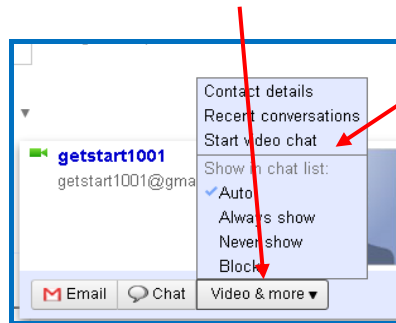 Contact details
Recent conversations
Start video chat
getstart1001
Show in chat list:
getstart1001@gma
Auto
Always show
Never show
Block
Email
Chat
Video & more